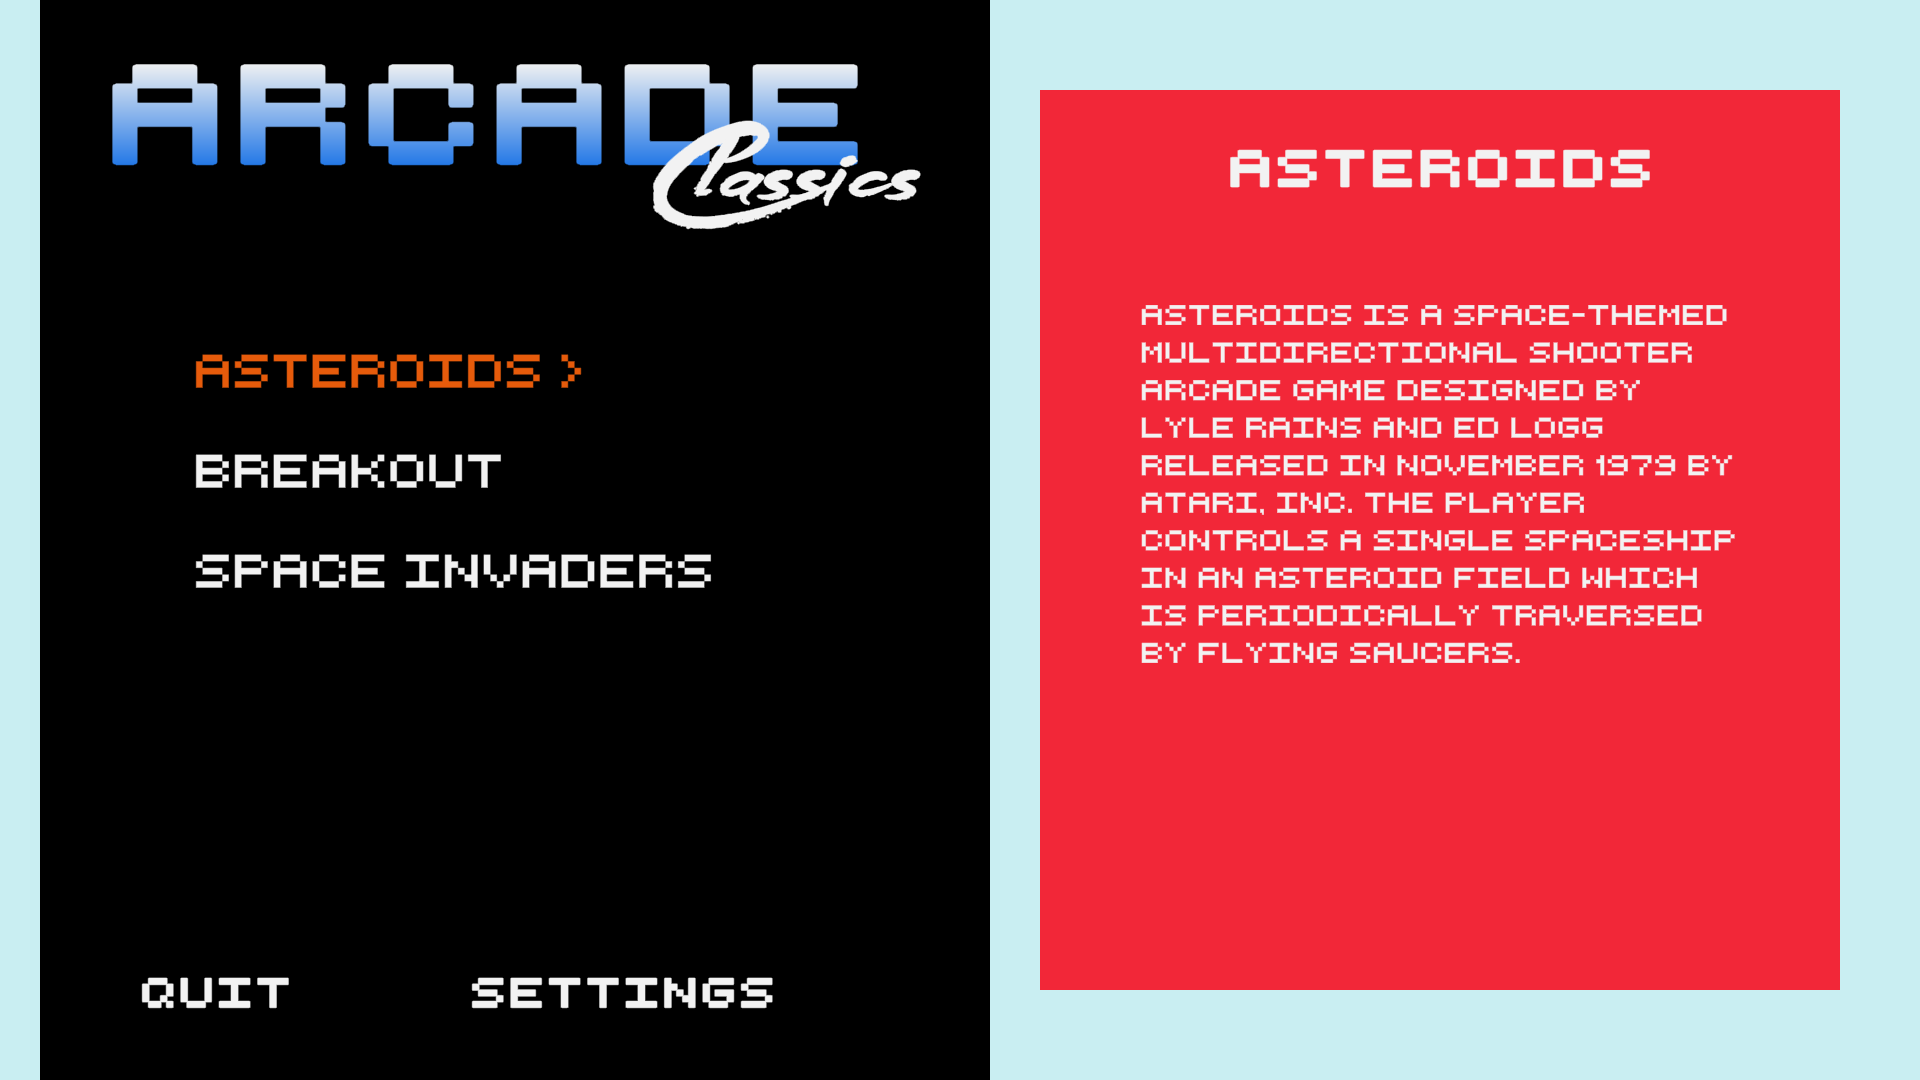 ARCADE
Classics
ASTEROIDS >
BREAKOUT
SPACE INVADERS
QUIT
SETTINGS
ASTEROIDS
ASTEROIDS IS A SPACE-THEMED
MULTIDIRECTIONAL SHOOTER
ARCADE GAME DESIGNED BY
LYLE RAINS AND ED LOGG
RELEASED IN NOVEMBER 1979 BY
ATARI, INC. THE PLAYER
CONTROLS A SINGLE SPACESHIP
IN AN ASTEROID FIELD WHICH
IS PERIODICALLY TRAVERSED
BY FLYING SAUCERS.